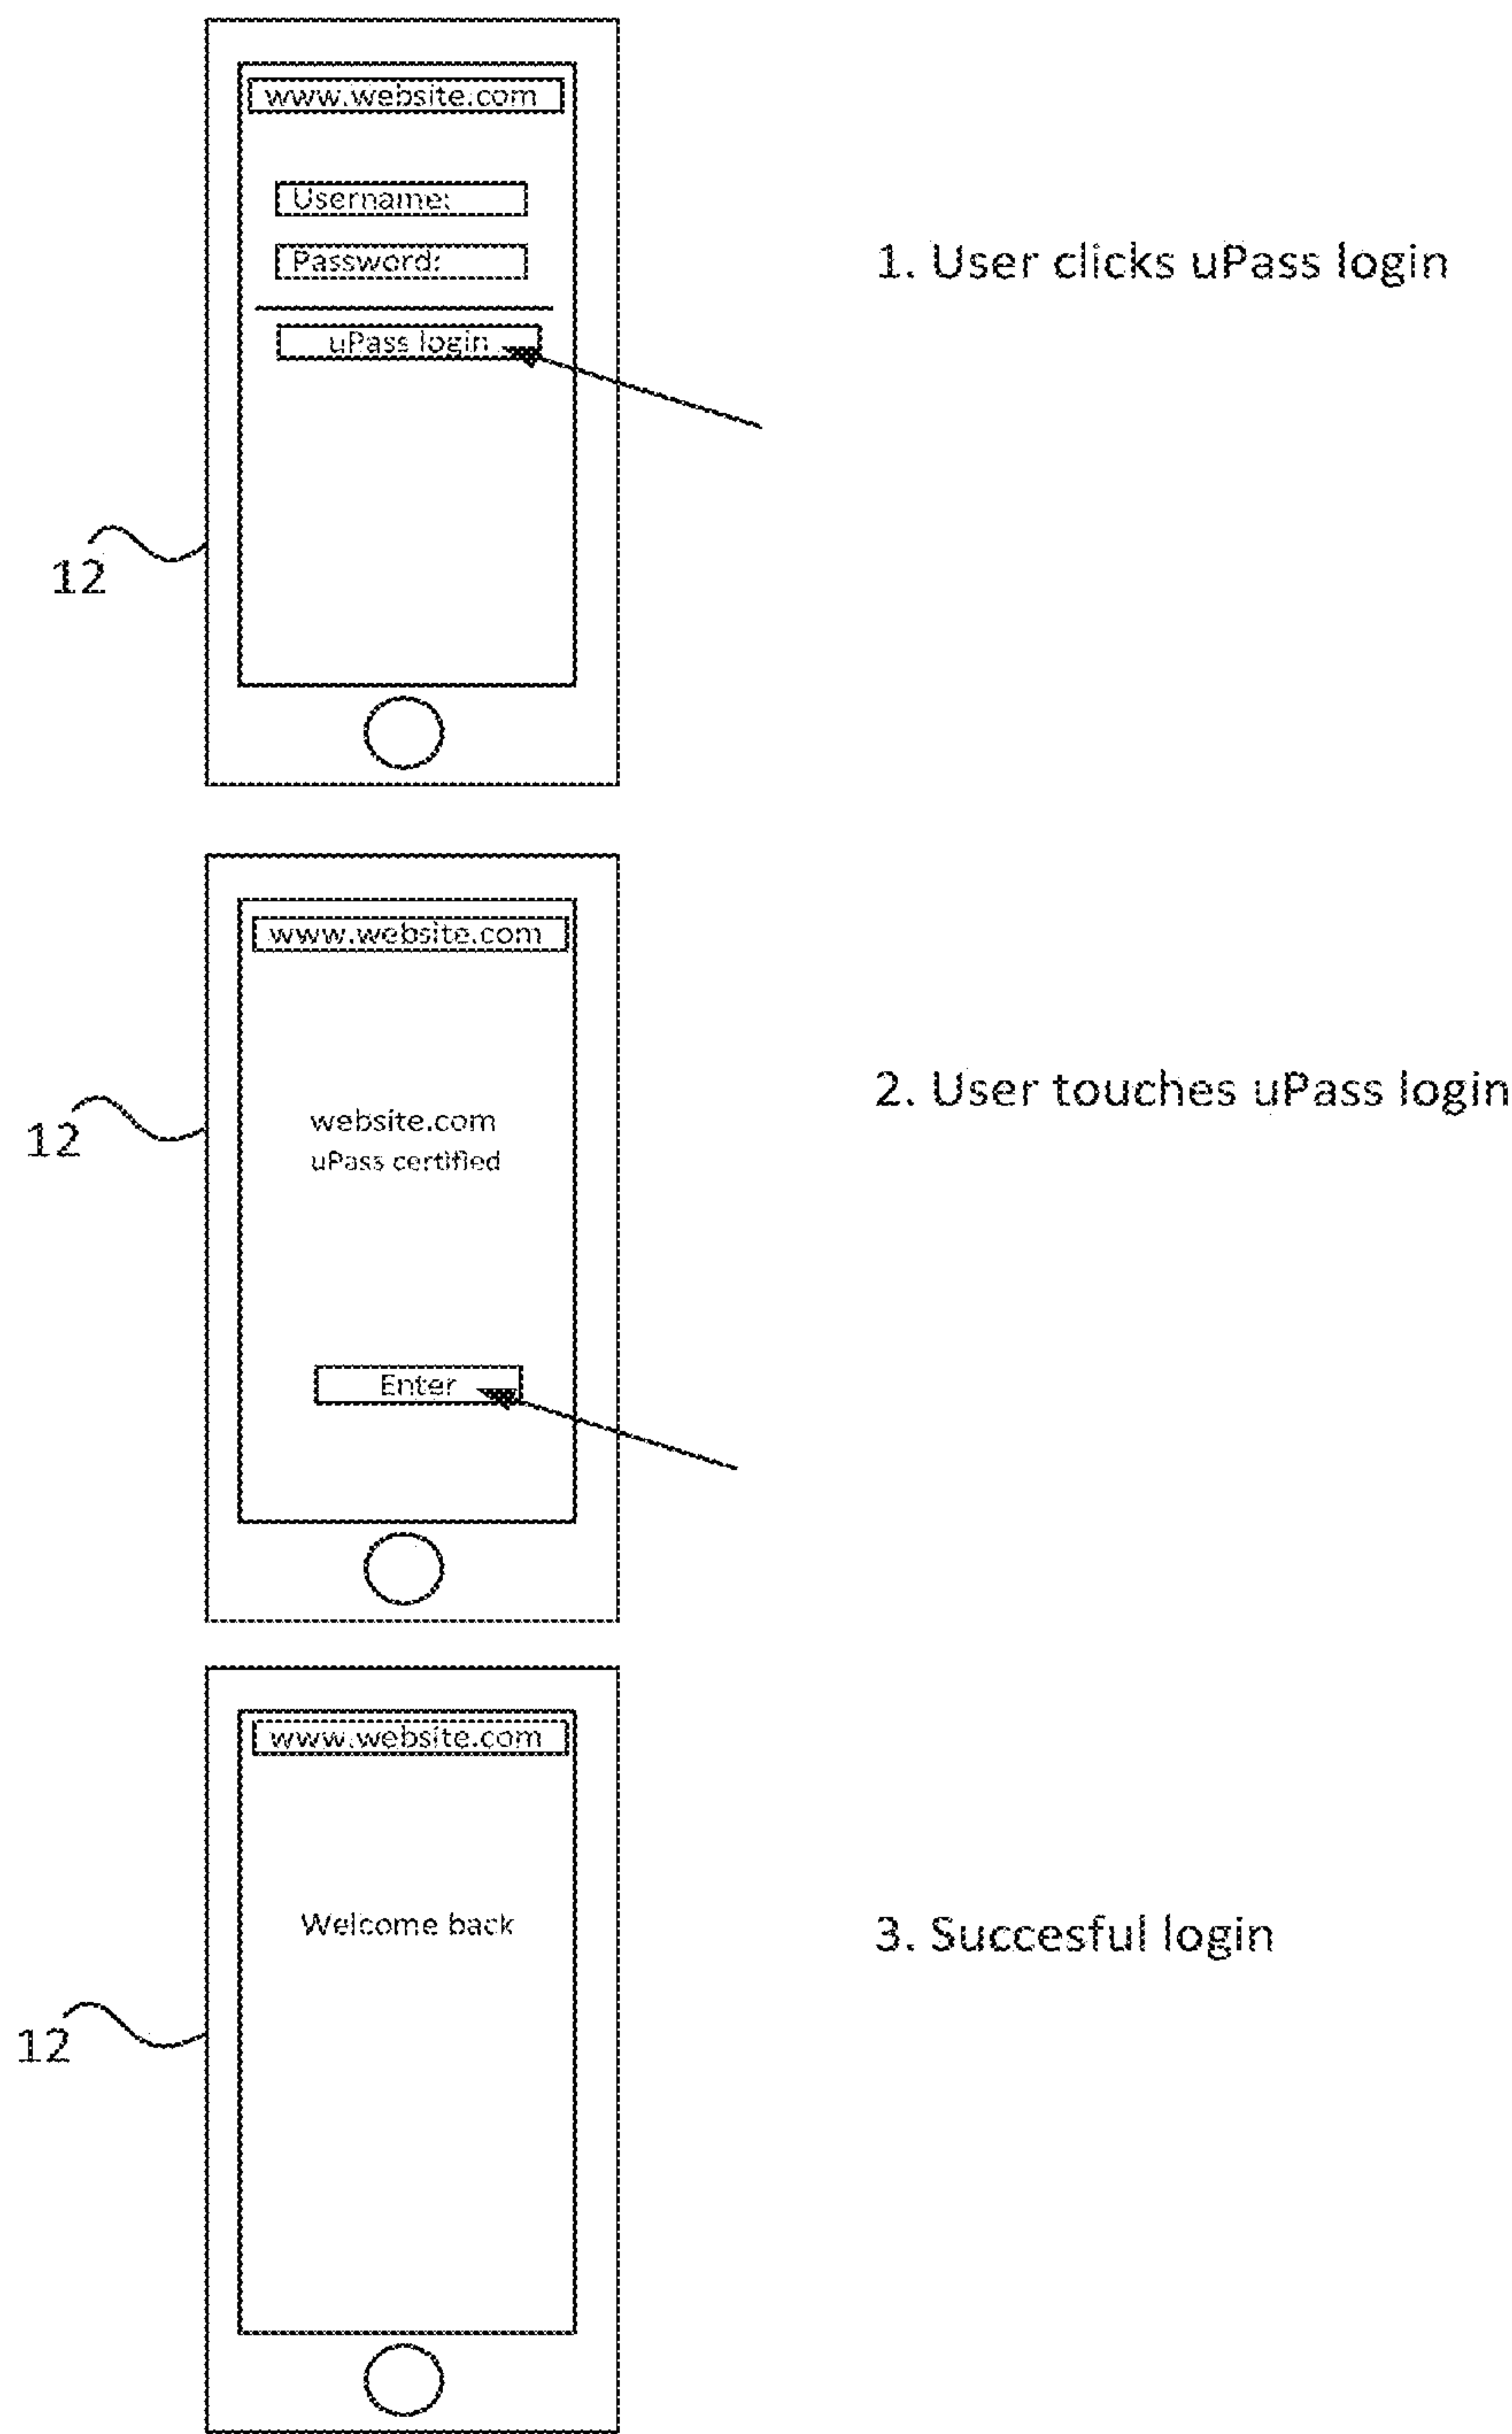 www.website.com
Username:
Password:
uPass login
1. User clicks uPass login
12
www.website.com
website.com
uPass certified
Enter
2. User touches uPass login
12
www.website.com
Welcome back
3. Succesful login
12